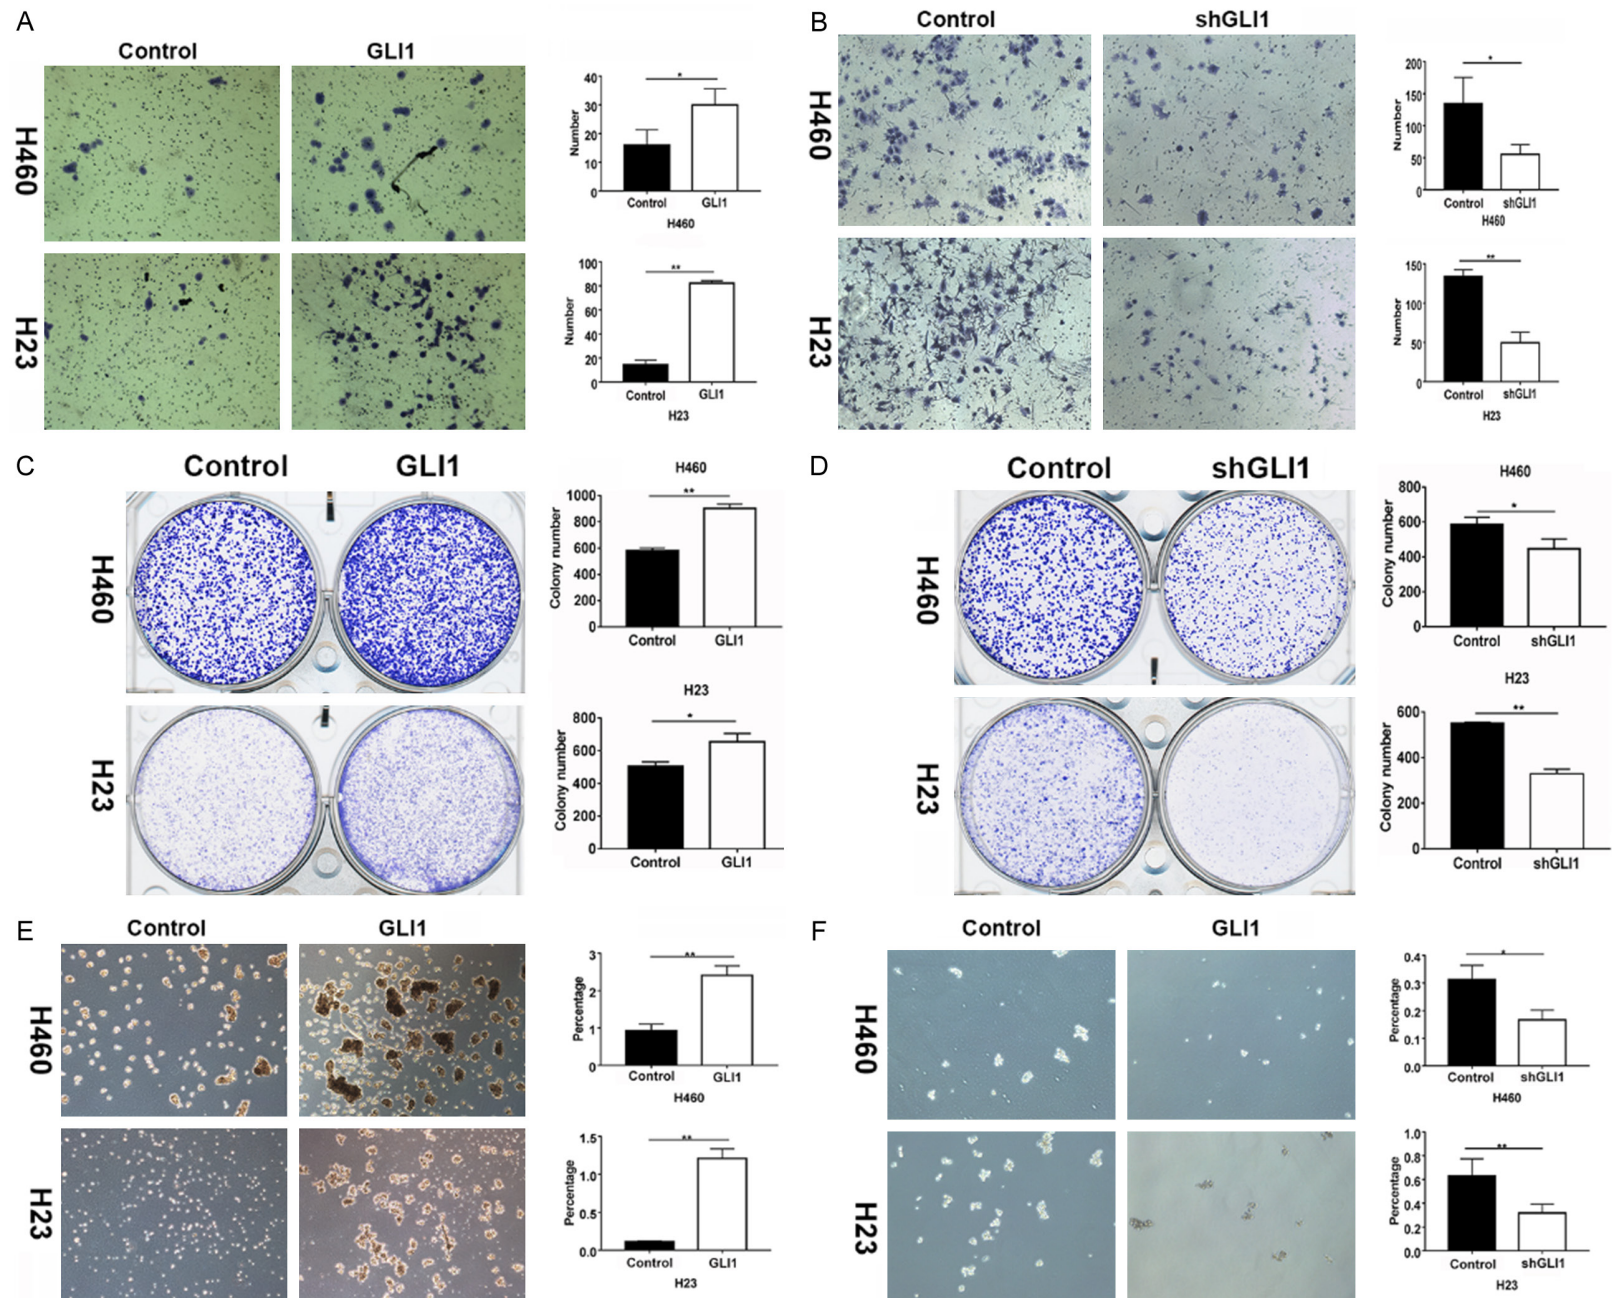 A
Control
GLI1
H460
H23
40
30
20
10
0
Number
*
Control
GLI1
H460
100
80
60
40
20
0
Number
**
Control
GLI1
H23
B
Control
shGLI1
H460
H23
200
150
100
50
0
Number
*
Control
shGLI1
H460
150
100
50
0
Number
**
Control
shGLI1
H23
C
Control
GLI1
H460
H23
H460
1000
800
600
400
200
0
Colony number
**
Control
GLI1
H23
800
600
400
200
0
Colony number
*
Control
GLI1
D
Control
shGLI1
H460
H23
H460
800
600
400
200
0
Colony number
*
Control
shGLI1
H23
600
400
200
0
Colony number
**
Control
shGLI1
E
Control
GLI1
H460
H23
3
2
1
0
Percentage
**
Control
GLI1
H460
1.5
1.0
0.5
0.0
Percentage
**
Control
GLI1
H23
F
Control
GLI1
H460
H23
0.4
0.3
0.2
0.1
0.0
Percentage
*
Control
shGLI1
H460
1.0
0.8
0.6
0.4
0.2
0.0
Percentage
**
Control
shGLI1
H23